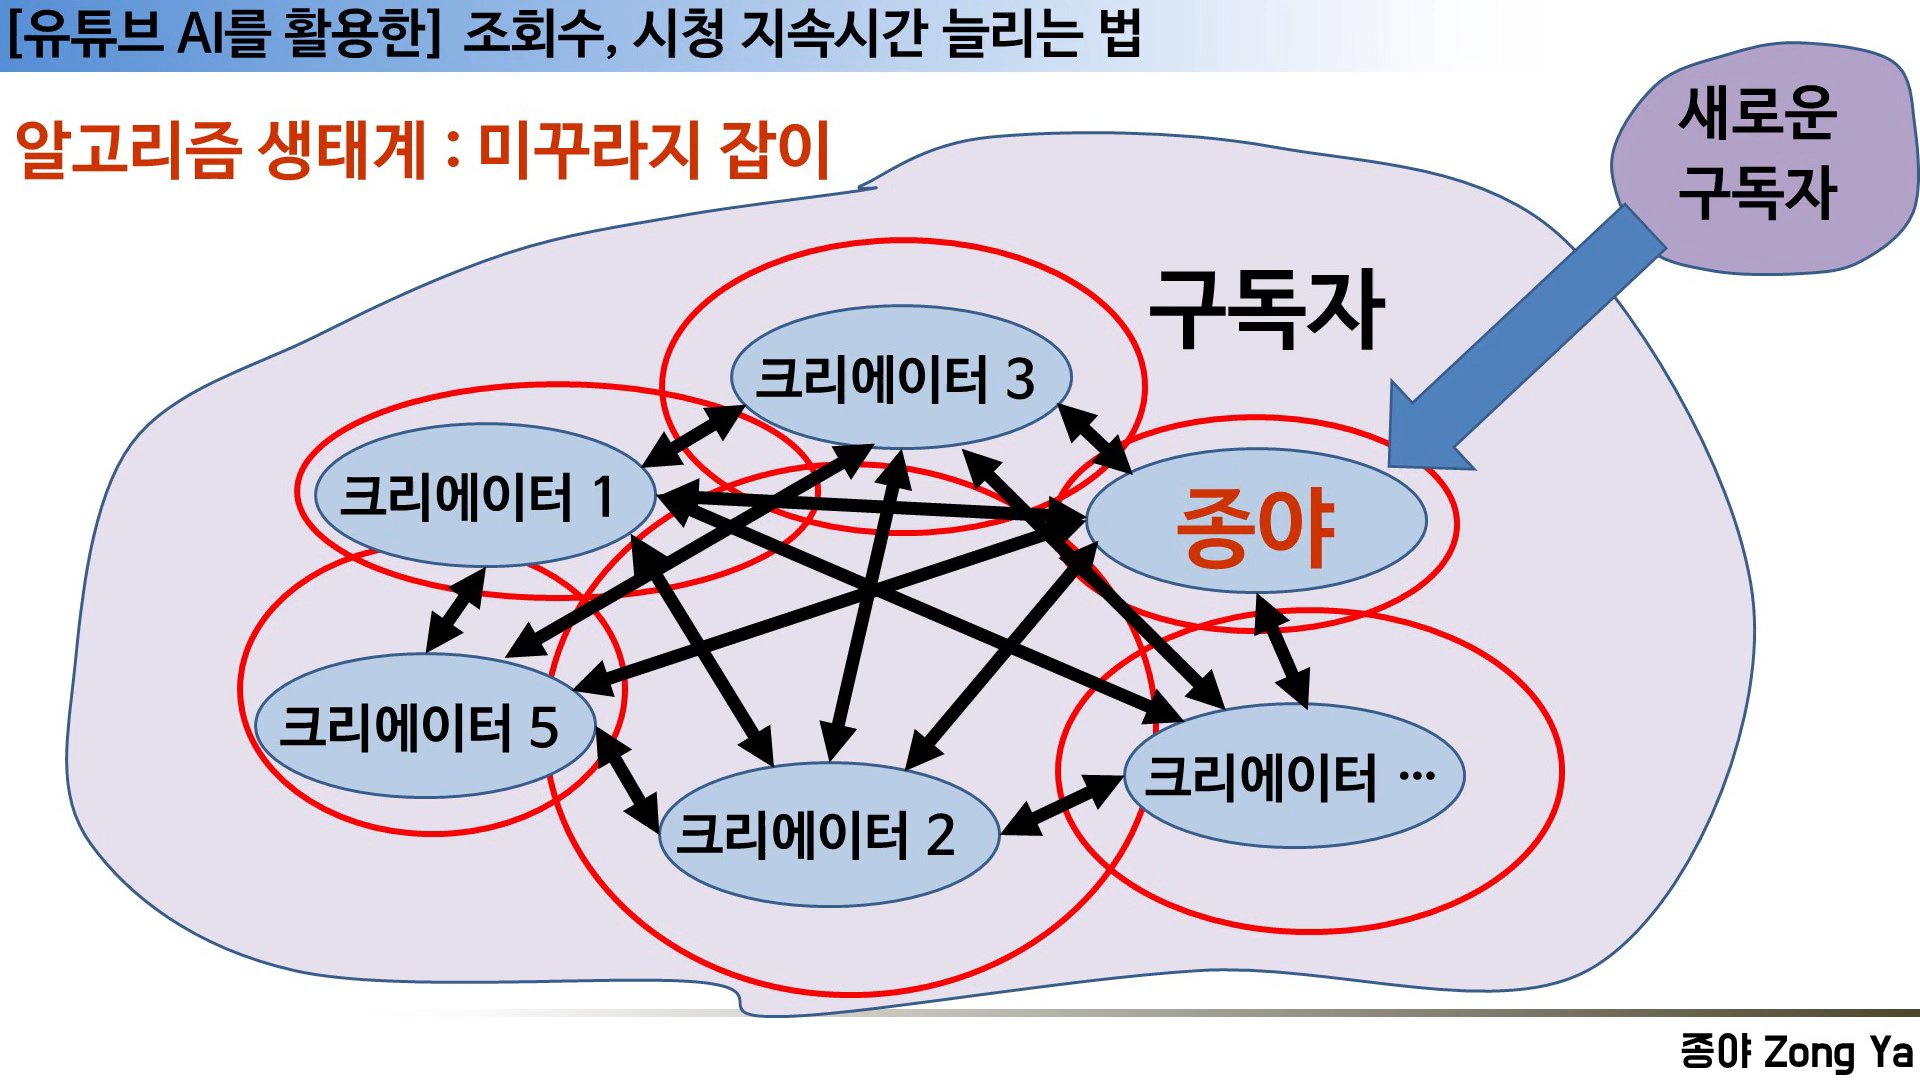 [유튜브 AI를 활용한] 조회수, 시청 지속시간 늘리는 법
알고리즘 생태계 : 미꾸라지 잡이
새로운
구독자
구독자
크리에이터 3
크리에이터 1
종야
크리에이터 5
크리에이터 2
크리에이터 ···
종야 Zong Ya